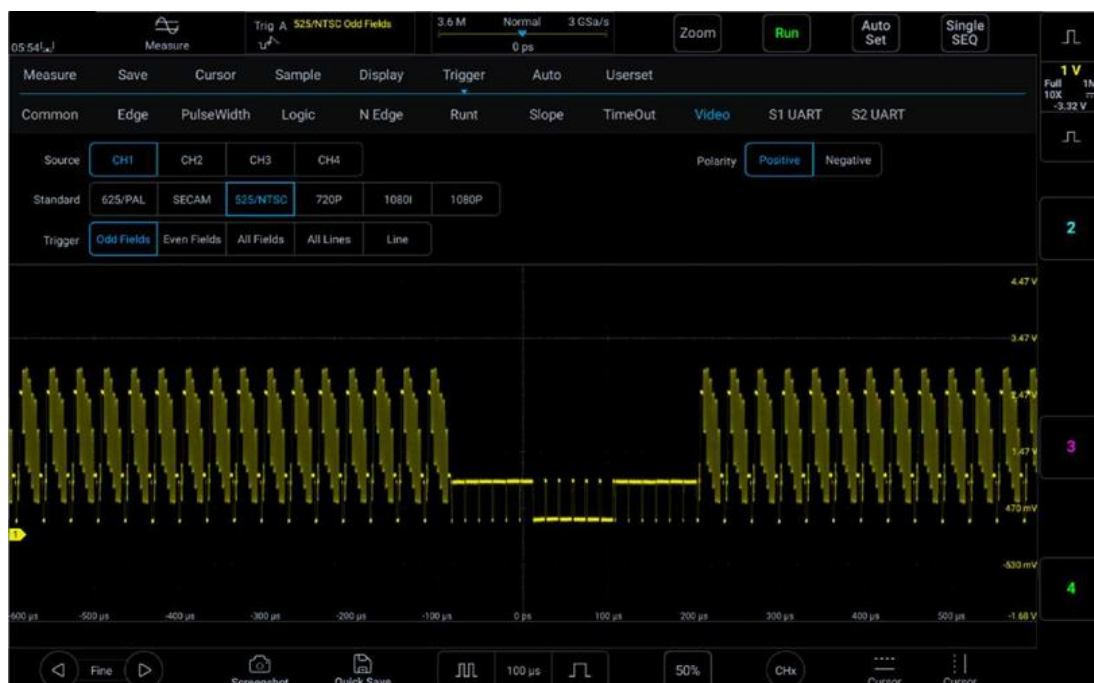 05:54
Measure
Trig A 525/NTSC Odd Fields
3.6 M Normal 3 GSa/s
0 ps
Zoom
Run
Auto
Set
Single
SEQ
Measure Save Cursor Sample Display Trigger Auto Userset
Common Edge PulseWidth Logic N Edge Runt Slope TimeOut Video S1 UART S2 UART
1 V
Full 1M
10X
-3.32 V
Source CH1 CH2 CH3 CH4
Polarity Positive Negative
Standard 625/PAL SECAM 525/NTSC 720P 1080I 1080P
Trigger Odd Fields Even Fields All Fields All Lines Line
2
3
4
4.47 V
3.47 V
2.47 V
1.47 V
470 mV
-530 mV
-1.68 V
1
-600 µs -500 µs -400 µs -300 µs -200 µs -100 µs 0 ps 100 µs 200 µs 300 µs 400 µs 500 µs
Fine
Screenshot
Quick Save
100 µs
50%
CHx
Cursor
Cursor